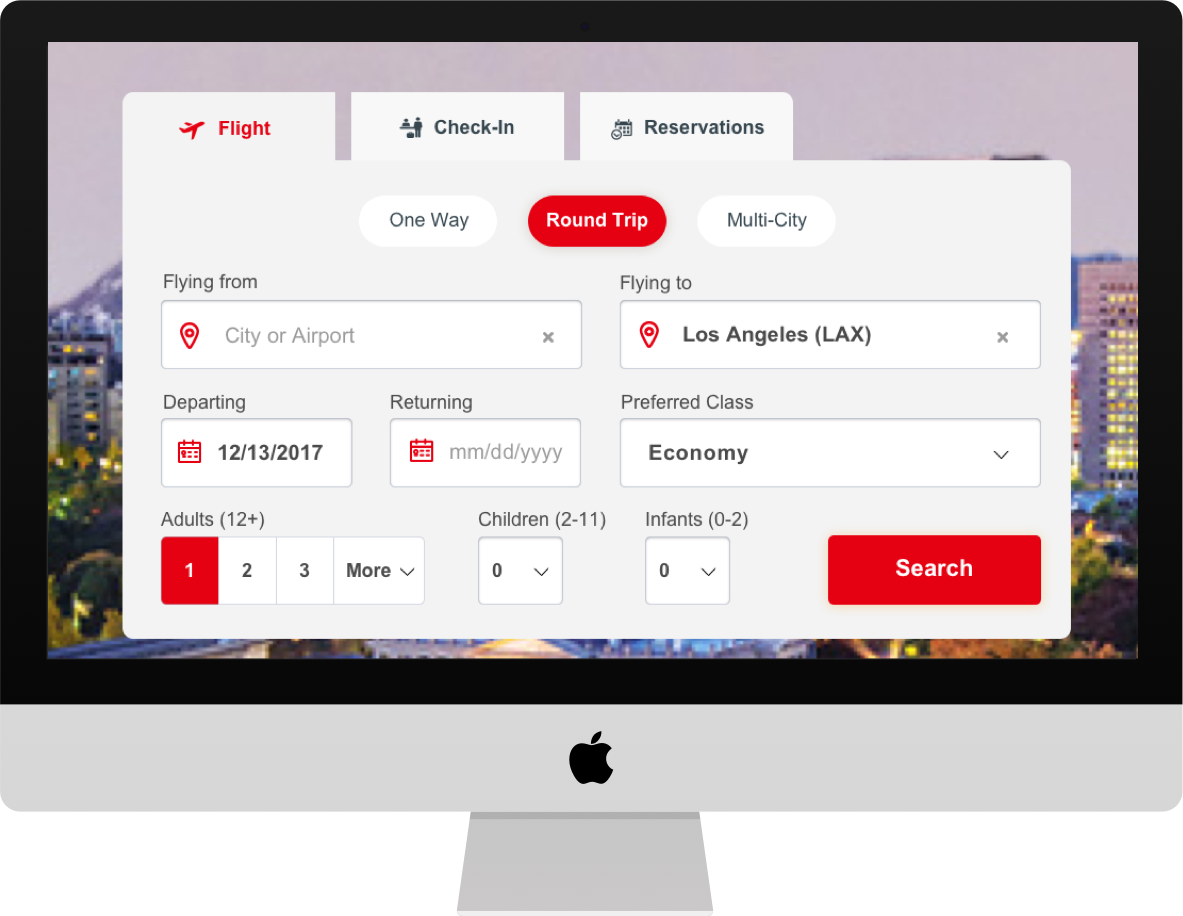 Flight
Check-In
Reservations
One Way
Round Trip
Multi-City
Flying from
Flying to
City or Airport
Los Angeles (LAX)
Departing
Returning
Preferred Class
12/13/2017
mm/dd/yyyy
Economy
Adults (12+)
Children (2-11)
Infants (0-2)
1 2 3 More
0
0
Search